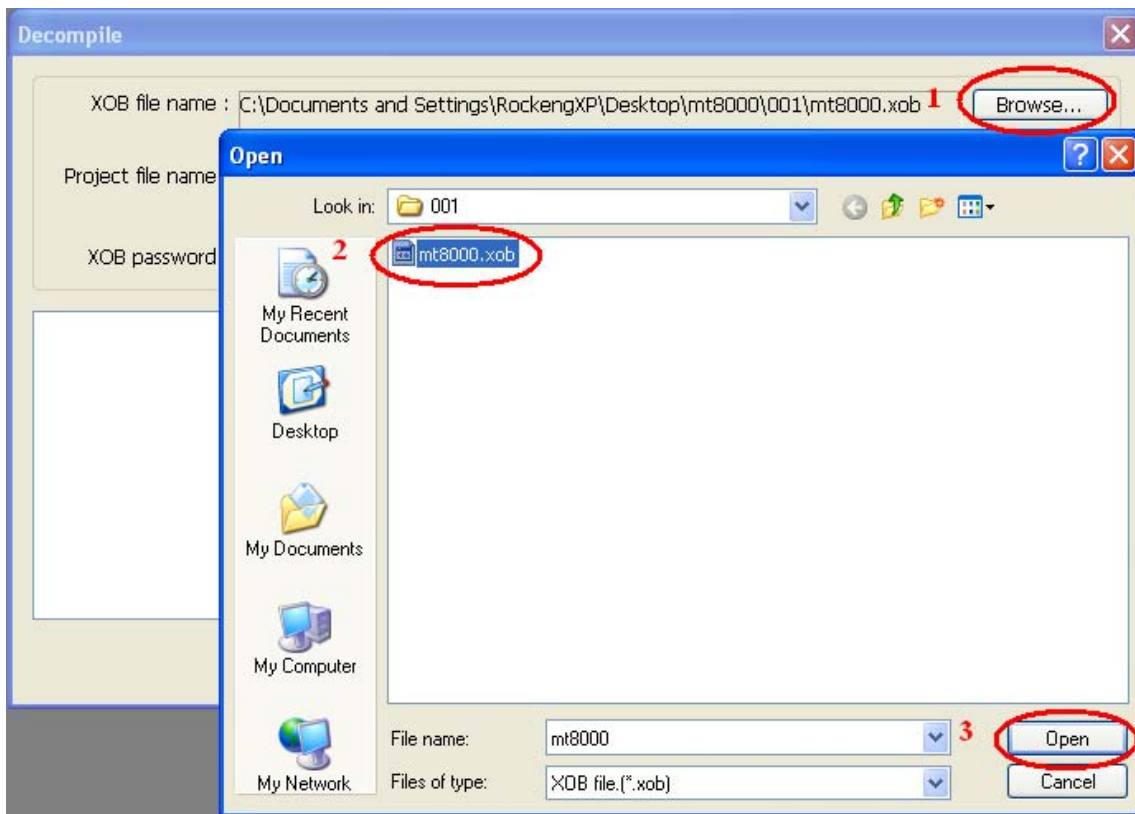 Decompile
XOB file name : C:\Documents and Settings\RockengXP\Desktop\mt8000\001\mt8000.xob 1 Browse...
Open
Project file name
Look in: 001
XOB password
2 mt8000.xob
My Recent
Documents
Desktop
My Documents
My Computer
My Network
File name: mt8000 3 Open
Files of type: XOB file.(*.xob) Cancel